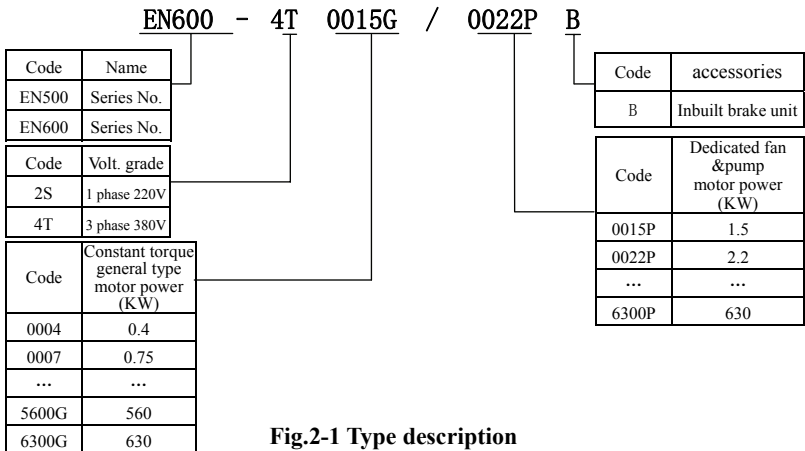 EN600 - 4T 0015G / 0022P B
Code Name
EN500 Series No.
EN600 Series No.
Code Volt. grade
2S 1 phase 220V
4T 3 phase 380V
Code Constant torque
general type
motor power
(KW)
0004 0.4
0007 0.75
... ...
5600G 560
6300G 630
Code accessories
B Inbuilt brake unit
Code Dedicated fan
&pump
motor power
(KW)
0015P 1.5
0022P 2.2
... ...
6300P 630
Fig.2-1 Type description